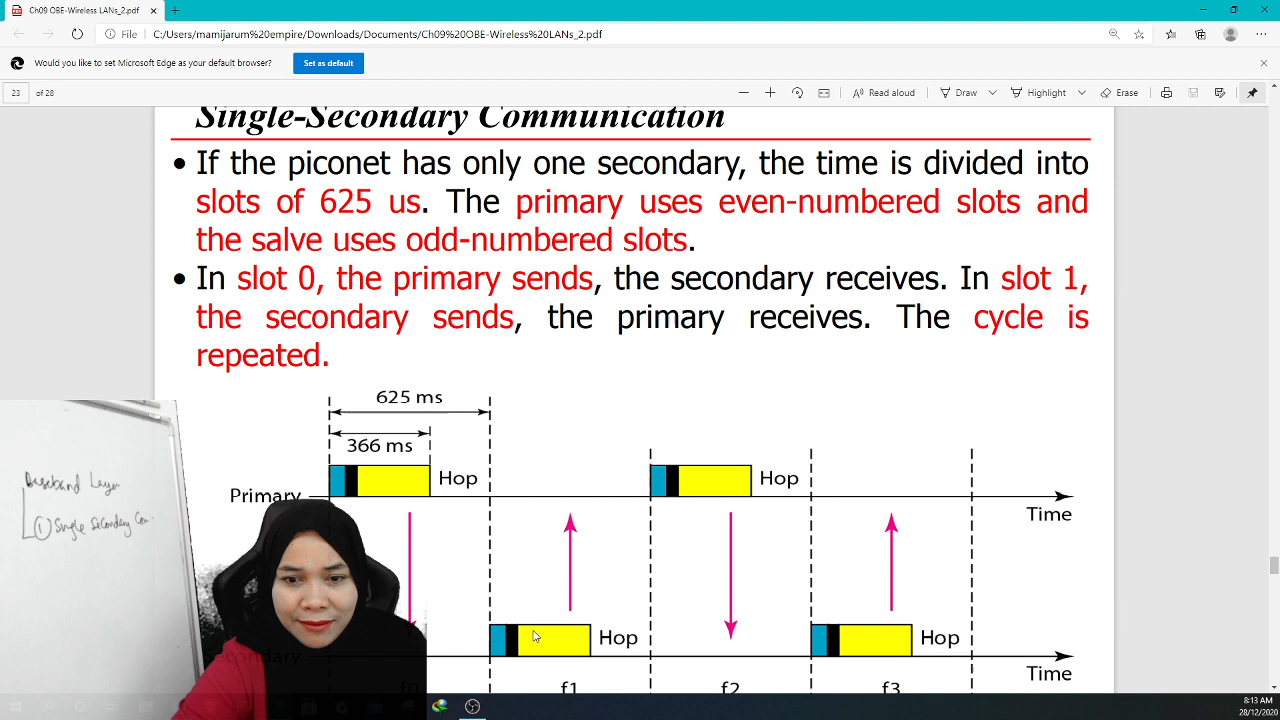 Ch09 OBE-Wireless LANs_2.pdf
File
C:/Users/mamijarum%20empire/Downloads/Documents/Ch09%20OBE-Wireless%20LANs_2.pdf
Would you like to set Microsoft Edge as your default browser?
Set as default
23 of 28
Read aloud
Draw
Highlight
Erase
Single-Secondary Communication
• If the piconet has only one secondary, the time is divided into
slots of 625 us. The primary uses even-numbered slots and
the salve uses odd-numbered slots.
• In slot 0, the primary sends, the secondary receives. In slot 1,
the secondary sends, the primary receives. The cycle is
repeated.
625 ms
366 ms
Hop
Hop
Primary
Time
Baseband Layer
① Single Secondary Com.
Hop
Hop
Secondary
Time
f0
f1
f2
f3
8:13 AM
28/12/2020